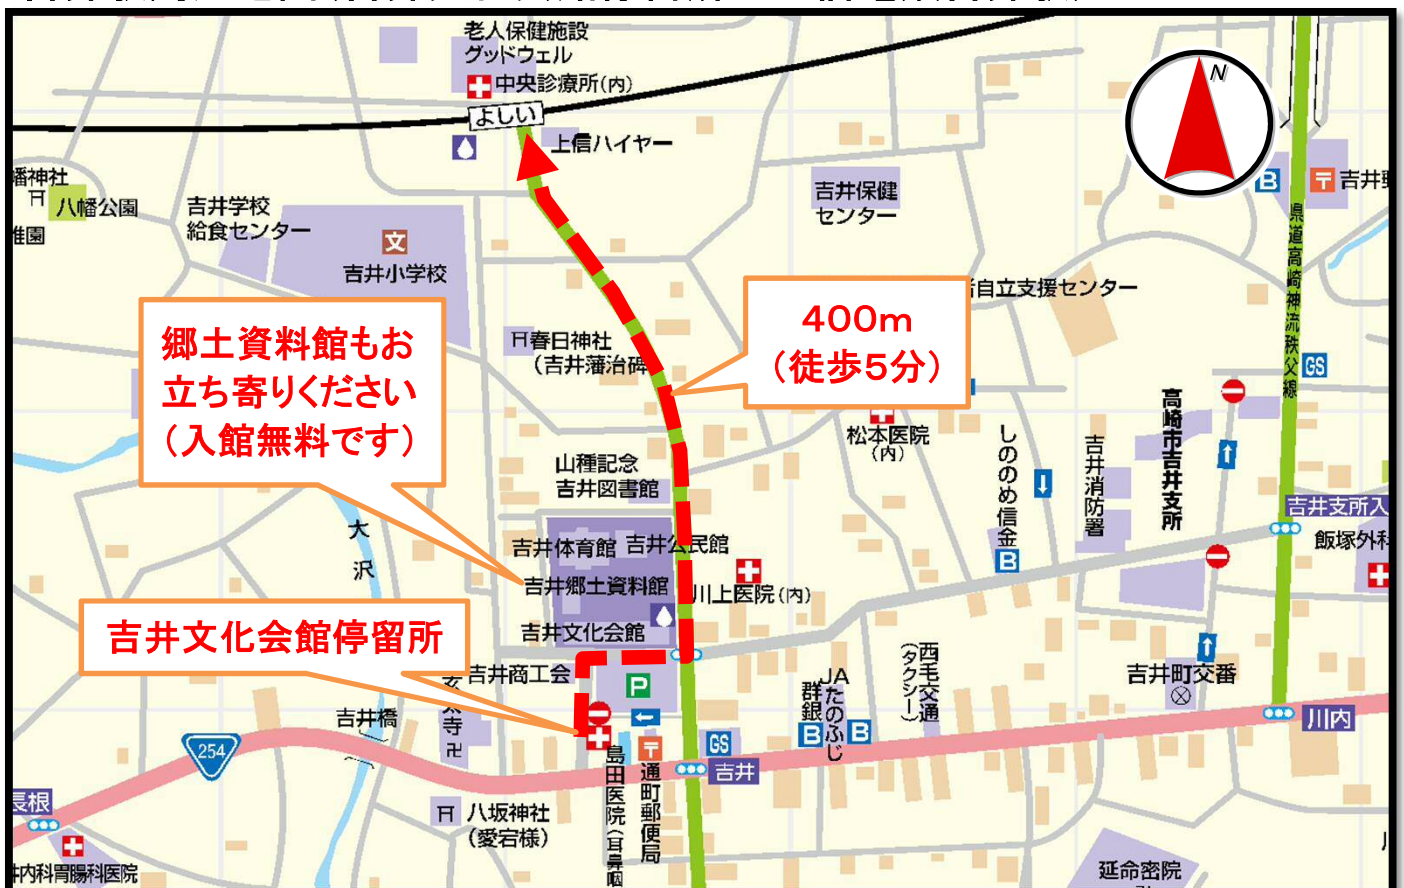 老人保健施設
グッドウェル
中央診療所(内)
よしい
上信ハイヤー
N
幡神社
八幡公園
稚園
吉井学校
給食センター
文
吉井小学校
吉井保健
センター
B
〒
県道高崎神流秩父線
自立支援センター
400m
(徒歩5分)
郷土資料館もお
立ち寄りください
(入館無料です)
春日神社
(吉井藩治碑
GS
松本医院
(内)
しののめ信金
B
吉井消防署
高崎市吉井支所
吉井支所入
飯塚外科
山種記念
吉井図書館
大沢
吉井体育館
吉井公民館
吉井郷土資料館
川上医院(内)
吉井文化会館
吉井文化会館停留所
吉井商工会
P
太寺
吉井橋
254
島田医院(耳鼻咽
〒
通町郵便局
GS
吉井
群銀
B
JAたのふじ
B
西毛交通
(タクシー)
吉井町交番
川内
長根
八坂神社
(愛宕様)
井内科胃腸科医院
延命密院